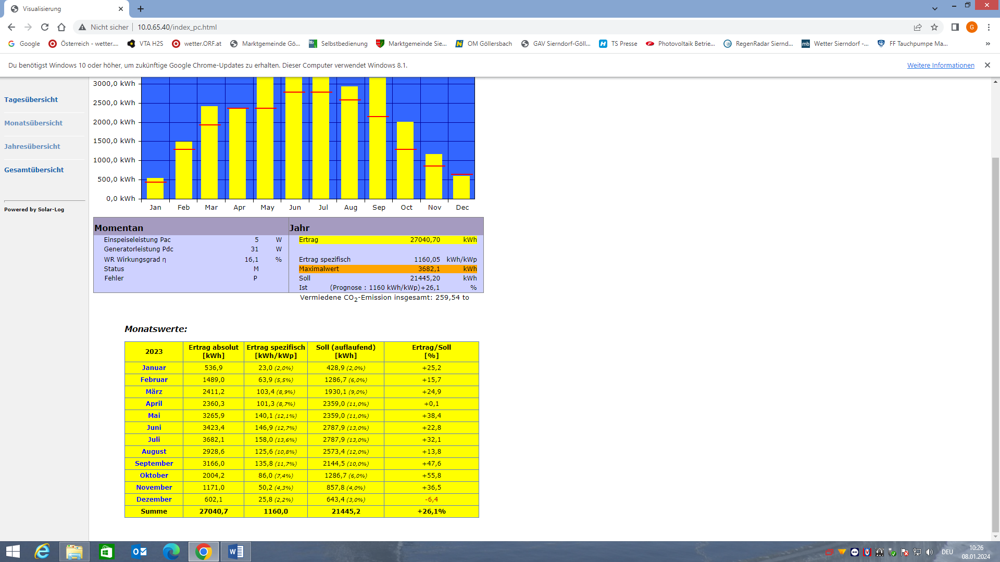 Visualisierung
Nicht sicher 10.0.65.40/index_pc.html
G
Google Österreich - wetter.... VTA H2S wetter.ORF.at Marktgemeinde Gö... Selbstbedienung Marktgemeinde Sie... OM Göllersbach GAV Sierndorf-Göll... TS Presse Photovoltaik Betrie... RegenRadar Siernd... Wetter Sierndorf -... FF Tauchpumpe Ma... »
Du benötigst Windows 10 oder höher, um zukünftige Google Chrome-Updates zu erhalten. Dieser Computer verwendet Windows 8.1. Weitere Informationen
Tagesübersicht
Monatsübersicht
Jahresübersicht
Gesamtübersicht
Powered by Solar-Log
3000,0 kWh
2500,0 kWh
2000,0 kWh
1500,0 kWh
1000,0 kWh
500,0 kWh
0,0 kWh
Jan Feb Mar Apr May Jun Jul Aug Sep Oct Nov Dec
Momentan
Einspeiseleistung Pac 5 W
Generatorleistung Pdc 31 W
WR Wirkungsgrad η 16,1 %
Status M
Fehler P
Jahr
Ertrag 27040,70 kWh
Ertrag spezifisch 1160,05 kWh/kWp
Maximalwert 3682,1 kWh
Soll 21445,20 kWh
Ist (Prognose : 1160 kWh/kWp)+26,1 %
Vermiedene CO2-Emission insgesamt: 259,54 to
Monatswerte:
2023 Ertrag absolut [kWh] Ertrag spezifisch [kWh/kWp] Soll (auflaufend) [kWh] Ertrag/Soll [%]
Januar 536,9 23,0 (2,0%) 428,9 (2,0%) +25,2
Februar 1489,0 63,9 (5,5%) 1286,7 (6,0%) +15,7
März 2411,2 103,4 (8,9%) 1930,1 (9,0%) +24,9
April 2360,3 101,3 (8,7%) 2359,0 (11,0%) +0,1
Mai 3265,9 140,1 (12,1%) 2359,0 (11,0%) +38,4
Juni 3423,4 146,9 (12,7%) 2787,9 (13,0%) +22,8
Juli 3682,1 158,0 (13,6%) 2787,9 (13,0%) +32,1
August 2928,6 125,6 (10,8%) 2573,4 (12,0%) +13,8
September 3166,0 135,8 (11,7%) 2144,5 (10,0%) +47,6
Oktober 2004,2 86,0 (7,4%) 1286,7 (6,0%) +55,8
November 1171,0 50,2 (4,3%) 857,8 (4,0%) +36,5
Dezember 602,1 25,8 (2,2%) 643,4 (3,0%) -6,4
Summe 27040,7 1160,0 21445,2 +26,1%
DEU
10:26
08.01.2024